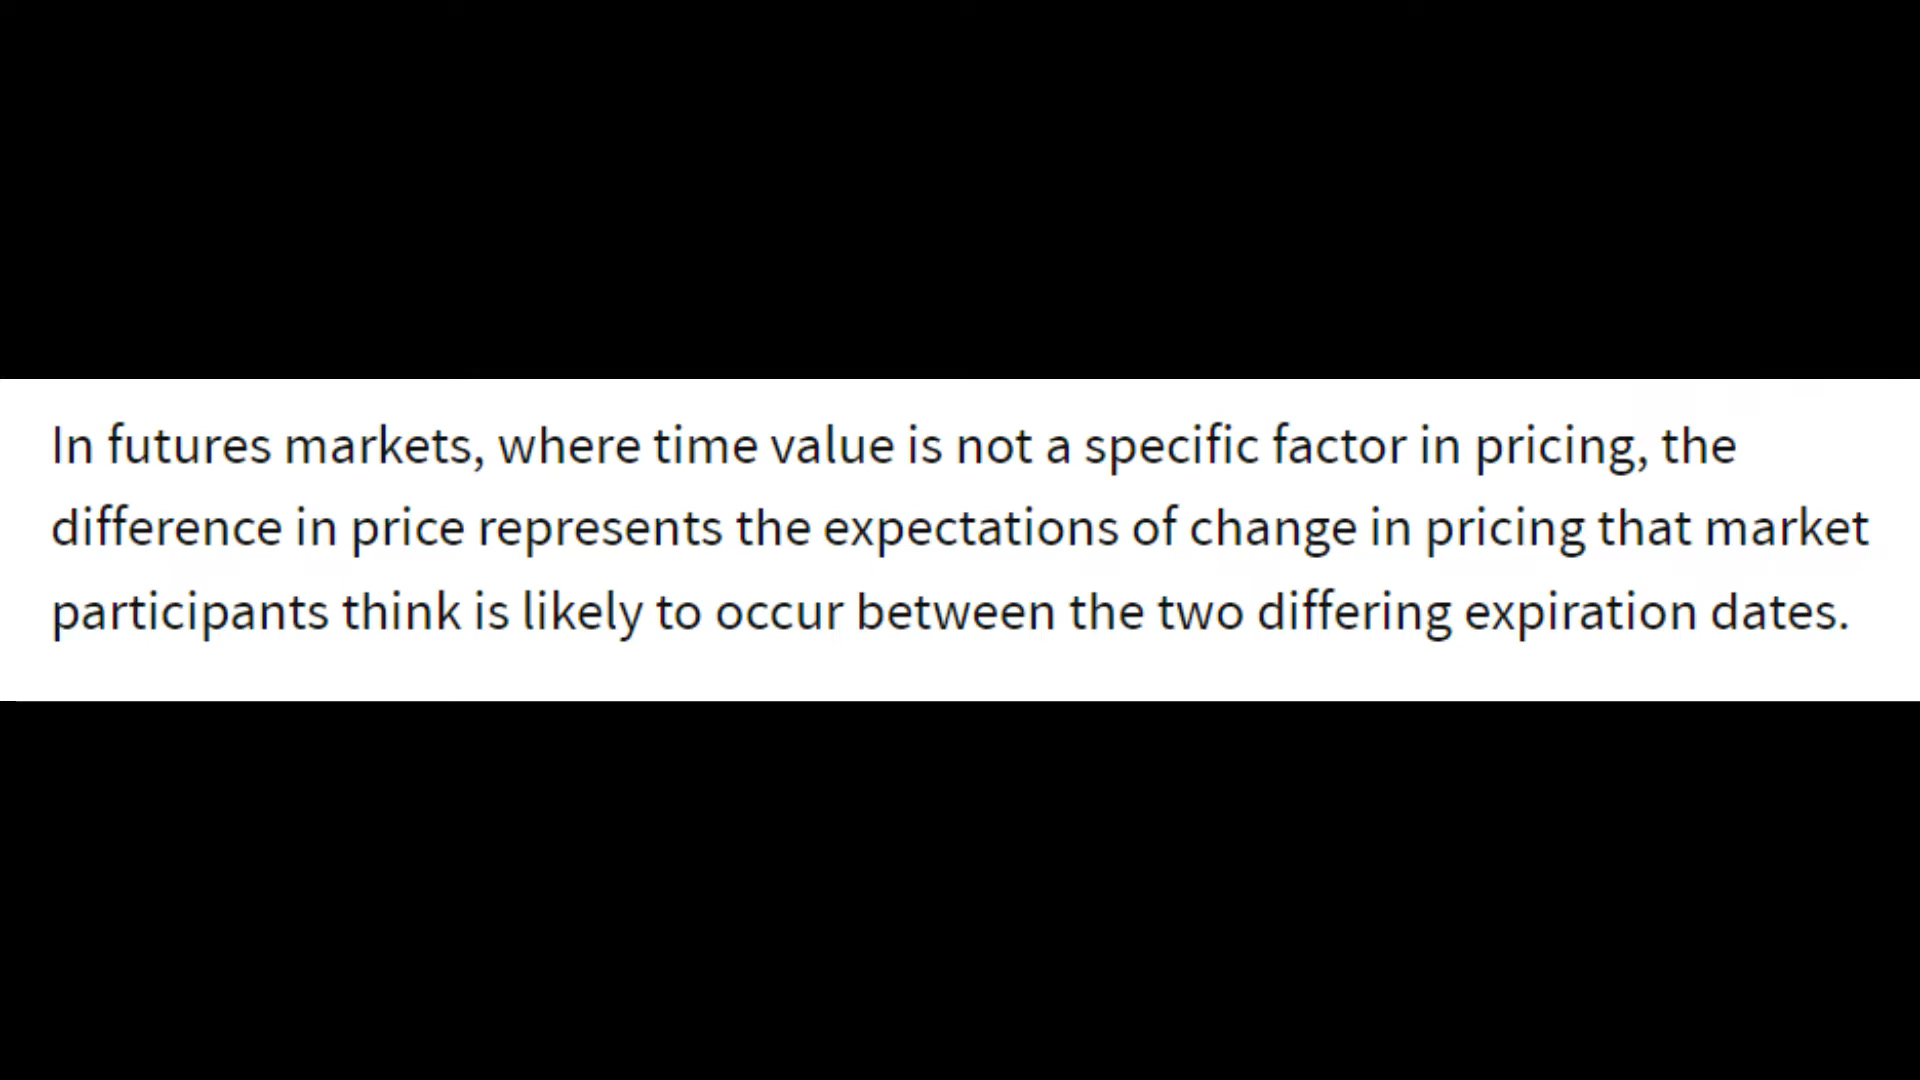 In futures markets, where time value is not a specific factor in pricing, the
difference in price represents the expectations of change in pricing that market
participants think is likely to occur between the two differing expiration dates.